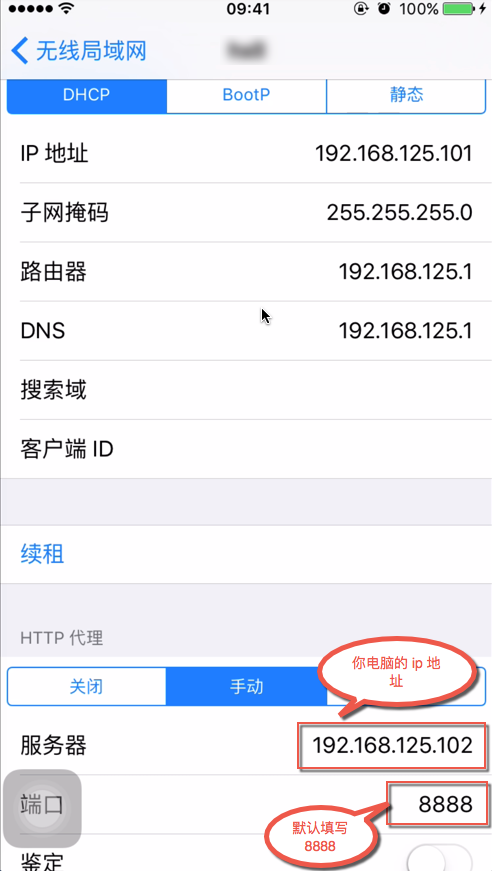 09:41
100%
无线局域网
DHCP
BootP
静态
IP 地址
192.168.125.101
子网掩码
255.255.255.0
路由器
192.168.125.1
DNS
192.168.125.1
搜索域
客户端 ID
续租
HTTP 代理
你电脑的 ip 地
址
关闭
手动
服务器
192.168.125.102
端口
8888
默认填写
8888
鉴定